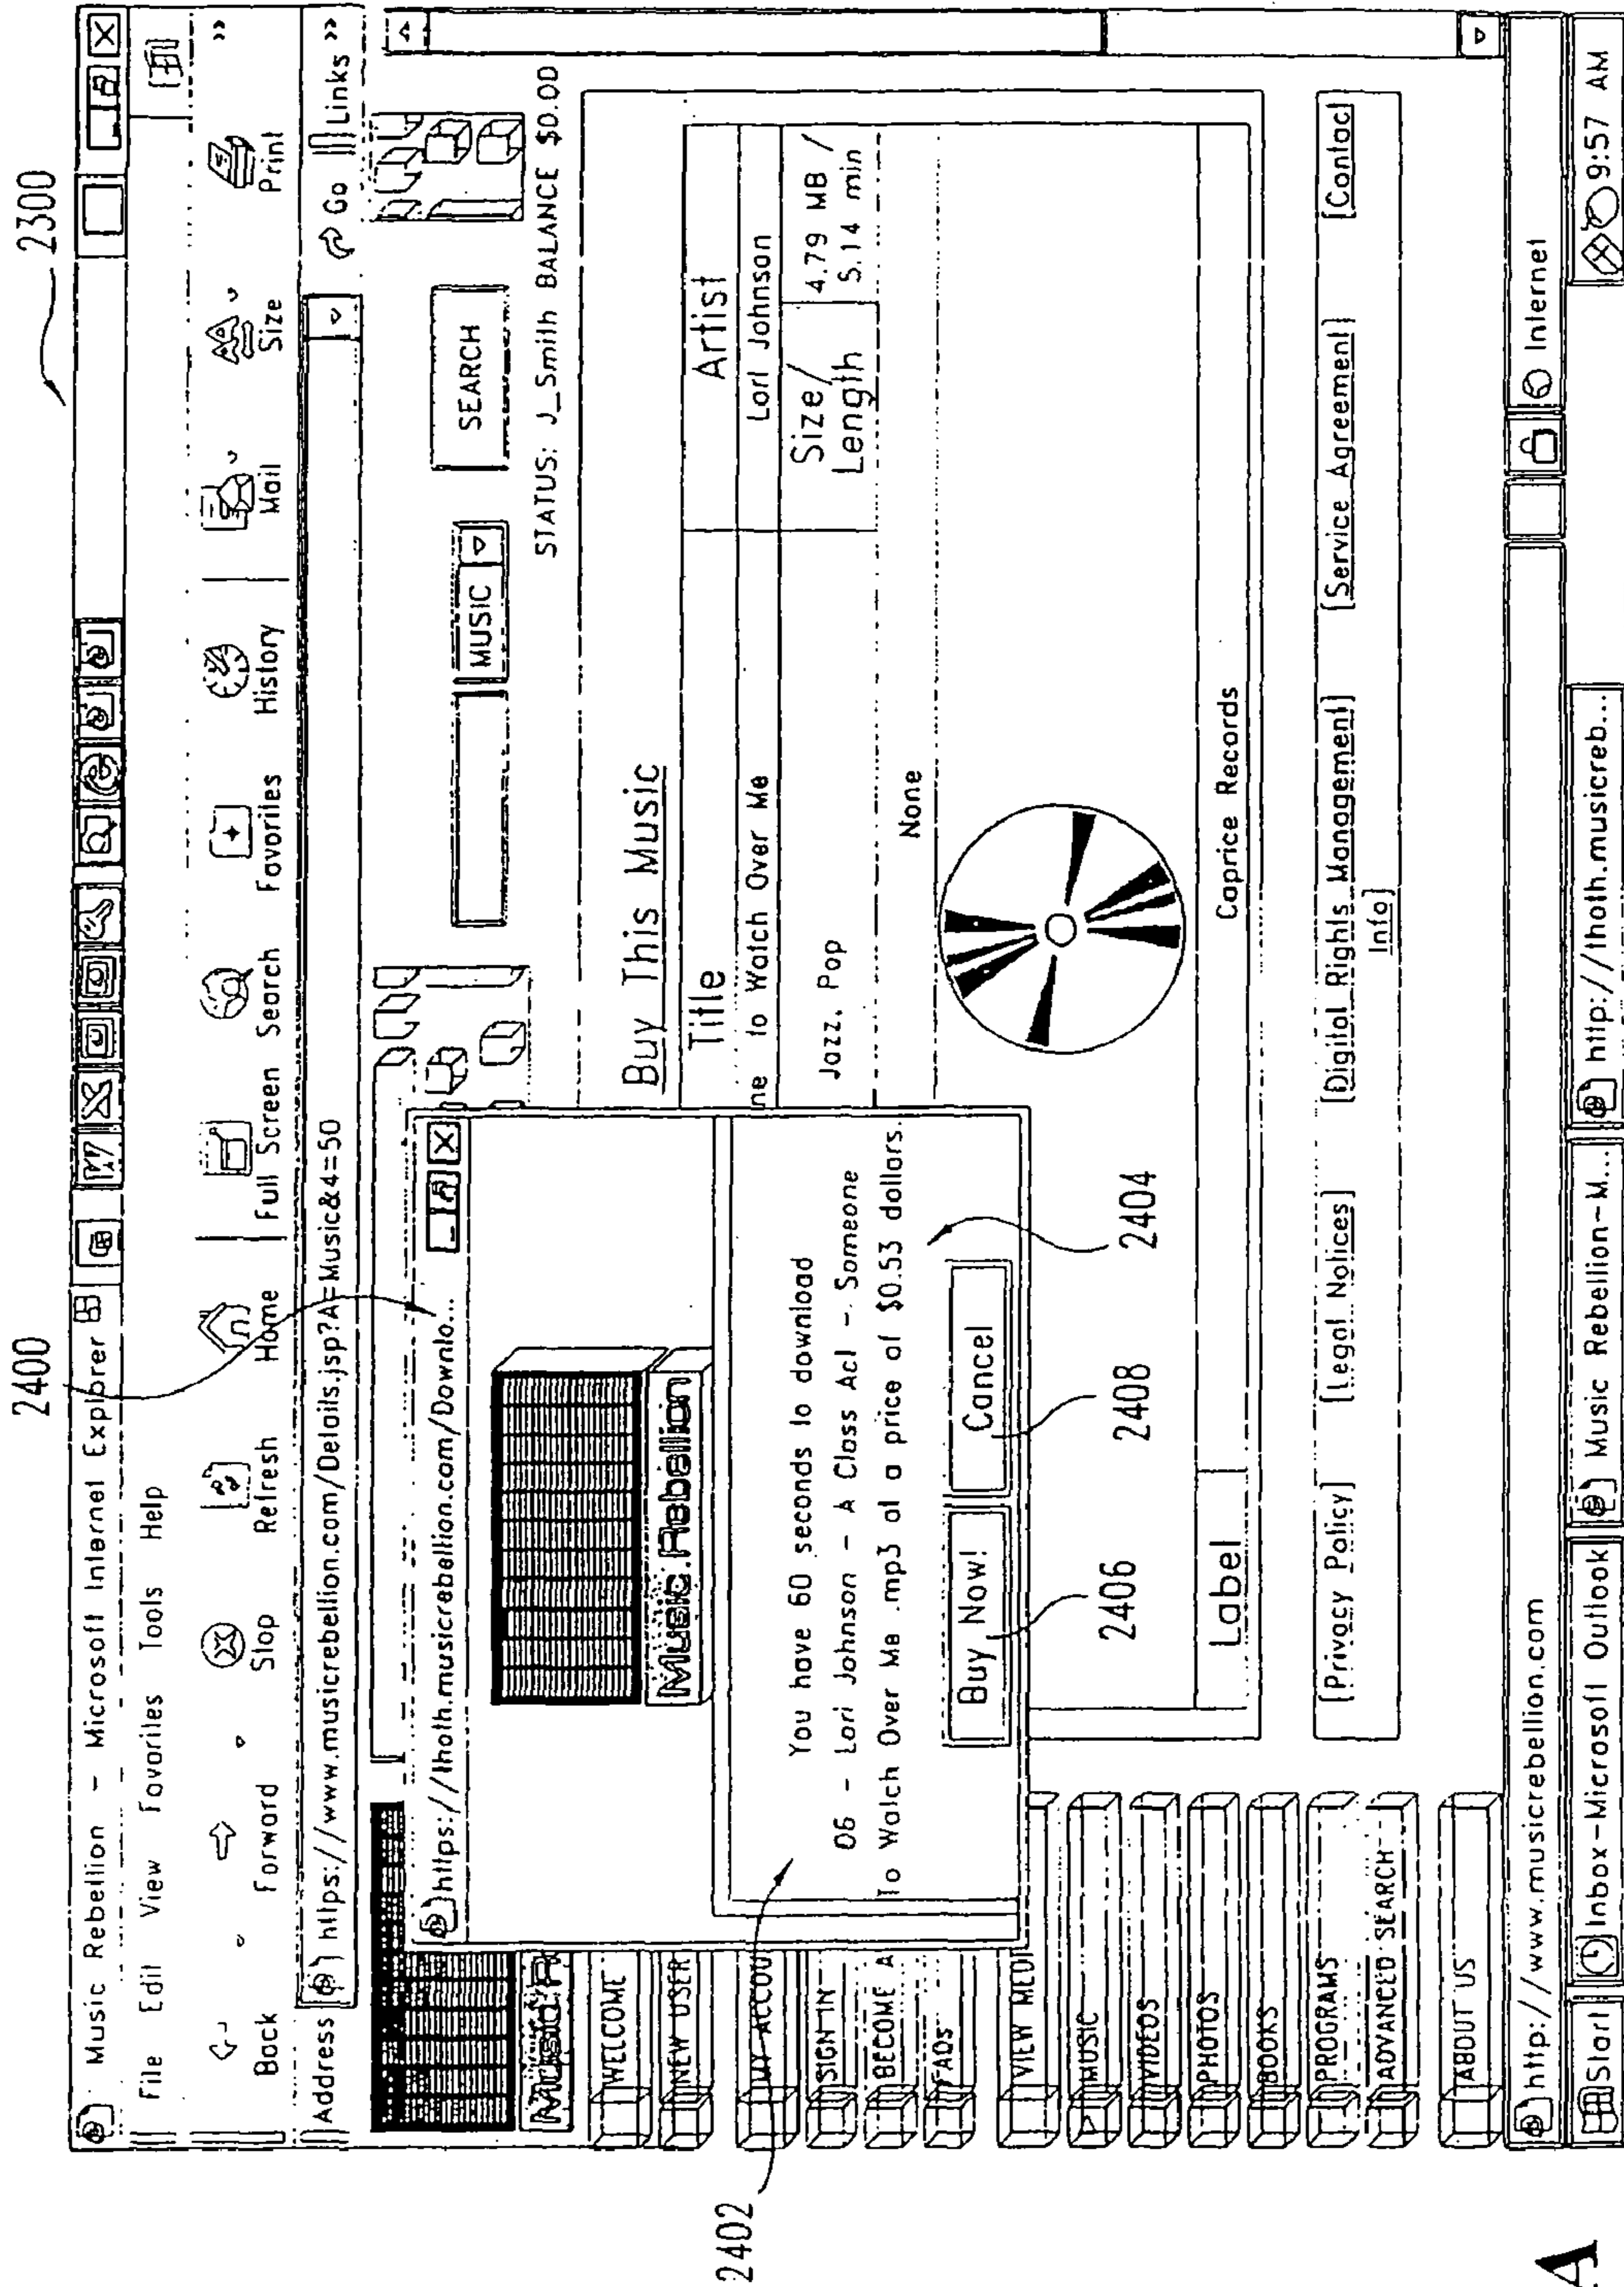 2300
2400
Music Rebellion - Microsoft Internet Explorer
File Edit View Favorites Tools Help
Back Forward Stop Refresh Home Full Screen Search Favorites History Mail Size Print »
Address https://www.musicrebellion.com/Details.jsp?A=Music&4=50 Go Links »
MUSIC SEARCH
STATUS: J_Smith BALANCE $0.00
https://thoth.musicrebellion.com/Downlo...
Music Rebellion
You have 60 seconds to download
06 - Lori Johnson - A Class Act - Someone
To Watch Over Me .mp3 at a price of $0.53 dollars.
Buy Now! Cancel
2402
2404
2406
2408
Buy This Music
Title Artist
ne to Watch Over Me Lori Johnson
Jazz, Pop Size/ Length 4.79 MB / 5.14 min
None
Label Caprice Records
WELCOME
NEW USER
MY ACCOU
SIGN IN
BECOME A
FAQs
VIEW MEDI
MUSIC
VIDEOS
PHOTOS
BOOKS
PROGRAMS
ADVANCED SEARCH
ABOUT US
[Privacy Policy] [Legal Notices] [Digital Rights Management Info] [Service Agreement] [Contact]
http://www.musicrebellion.com Internet
Start Inbox-Microsoft Outlook Music Rebellion-M... http://thoth.musicreb... 9:57 AM
A